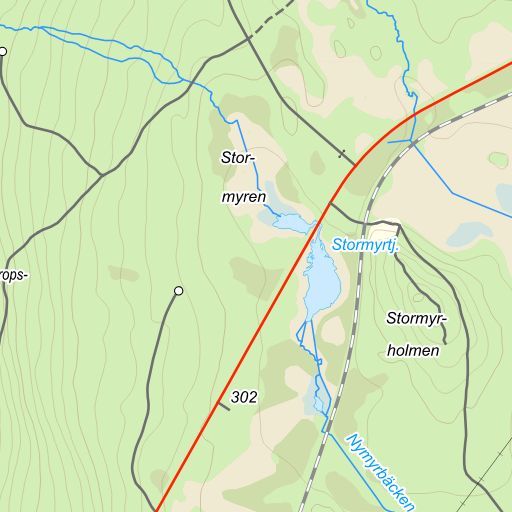 Stor-
myren
Stormyrtj.
rops-
Stormyr-
holmen
302
Nymyrbäcken